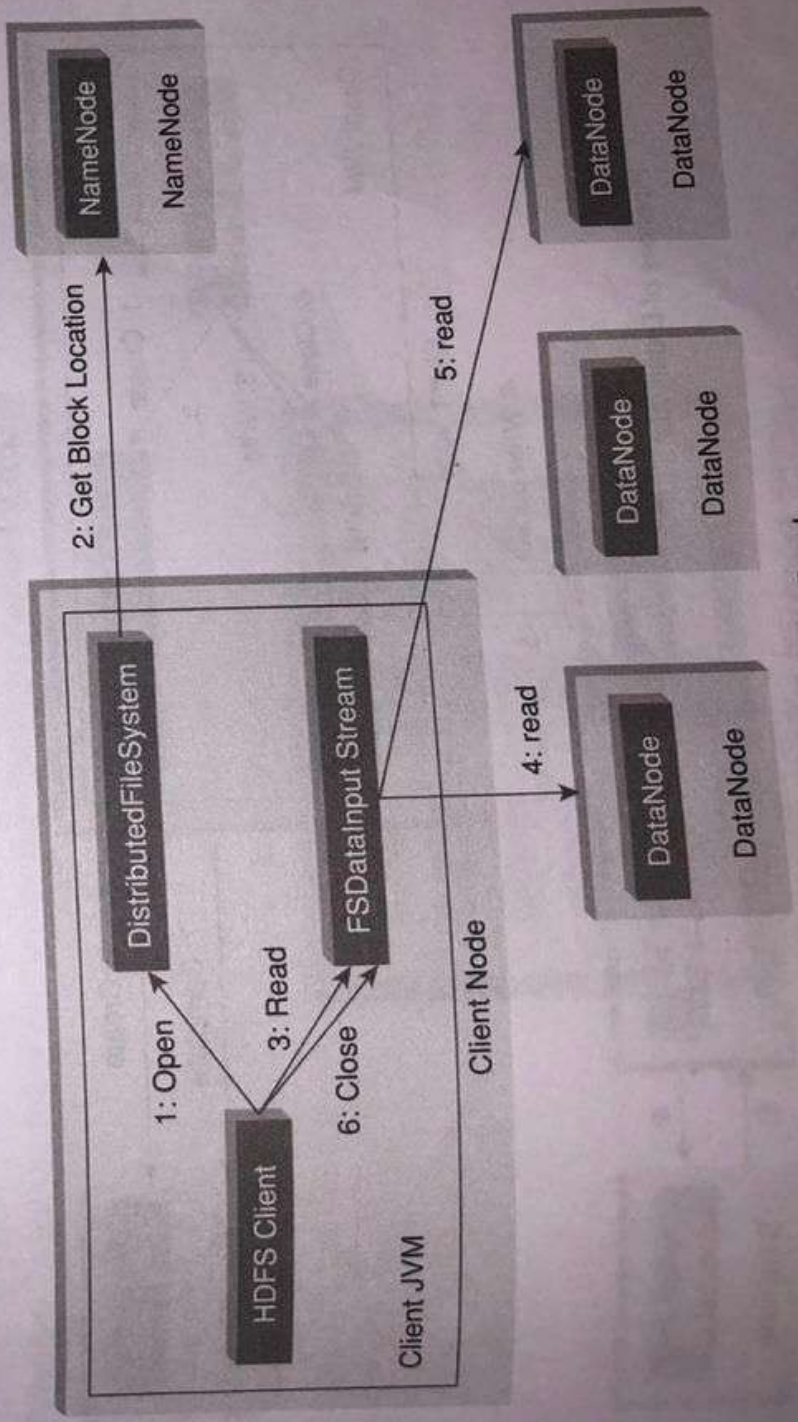 HDFS Client
1: Open
DistributedFileSystem
2: Get Block Location
NameNode
NameNode
3: Read
6: Close
FSDataInput Stream
Client JVM
Client Node
4: read
5: read
DataNode
DataNode
DataNode
DataNode
DataNode
DataNode